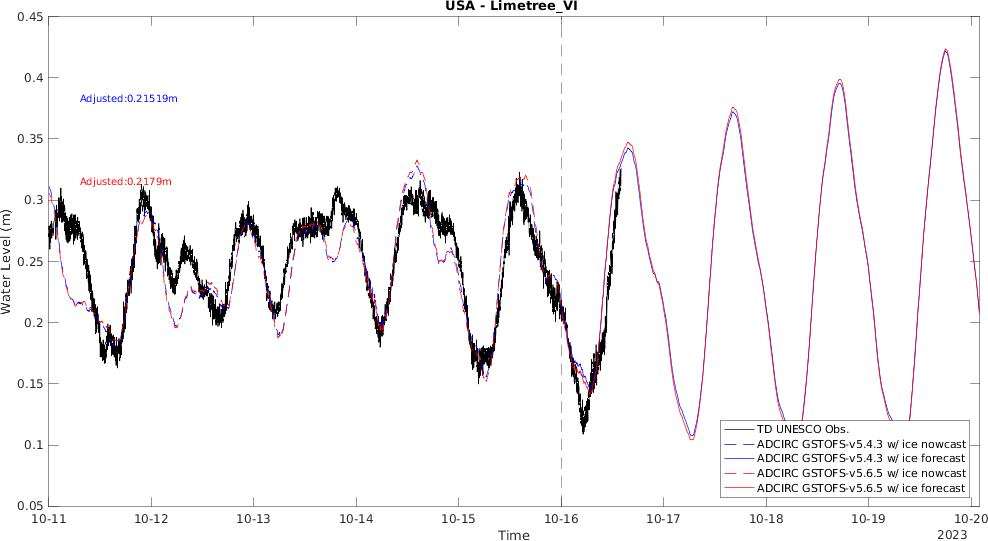 USA - Limetree_VI
0.45
0.4
0.35
0.3
0.25
0.2
0.15
0.1
0.05
Water Level (m)
Adjusted:0.21519m
Adjusted:0.2179m
TD UNESCO Obs.
ADCIRC GSTOFS-v5.4.3 w/ ice nowcast
ADCIRC GSTOFS-v5.4.3 w/ ice forecast
ADCIRC GSTOFS-v5.6.5 w/ ice nowcast
ADCIRC GSTOFS-v5.6.5 w/ ice forecast
10-11 10-12 10-13 10-14 10-15 10-16 10-17 10-18 10-19 10-20
Time
2023